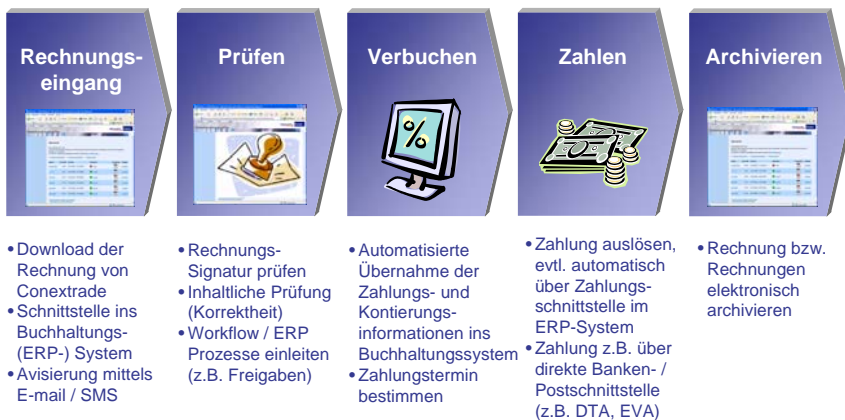 Rechnungs-
eingang
Prüfen
Verbuchen
Zahlen
Archivieren
%
• Download der
Rechnung von
Conextrade
• Schnittstelle ins
Buchhaltungs-
(ERP-) System
• Avisierung mittels
E-mail / SMS
• Rechnungs-
Signatur prüfen
• Inhaltliche Prüfung
(Korrektheit)
• Workflow / ERP
Prozesse einleiten
(z.B. Freigaben)
• Automatisierte
Übernahme der
Zahlungs- und
Kontierungs-
informationen ins
Buchhaltungssystem
• Zahlungstermin
bestimmen
• Zahlung auslösen,
evtl. automatisch
über Zahlungs-
schnittstelle im
ERP-System
• Zahlung z.B. über
direkte Banken- /
Postschnittstelle
(z.B. DTA, EVA)
• Rechnung bzw.
Rechnungen
elektronisch
archivieren